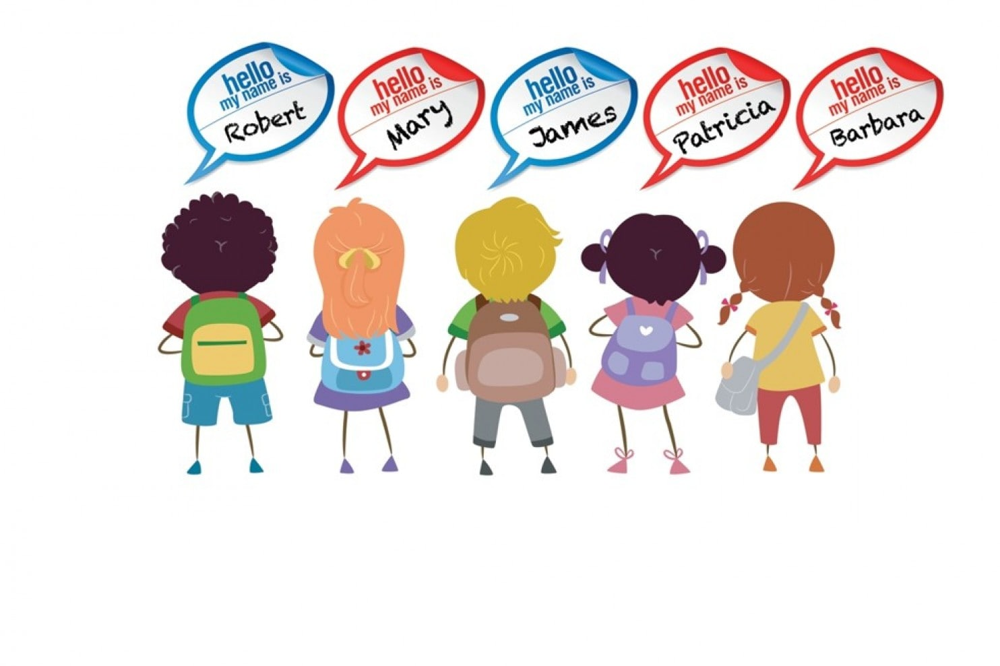 hello
my name is
Robert
hello
my name is
Mary
hello
my name is
James
hello
my name is
Patricia
hello
my name is
Barbara